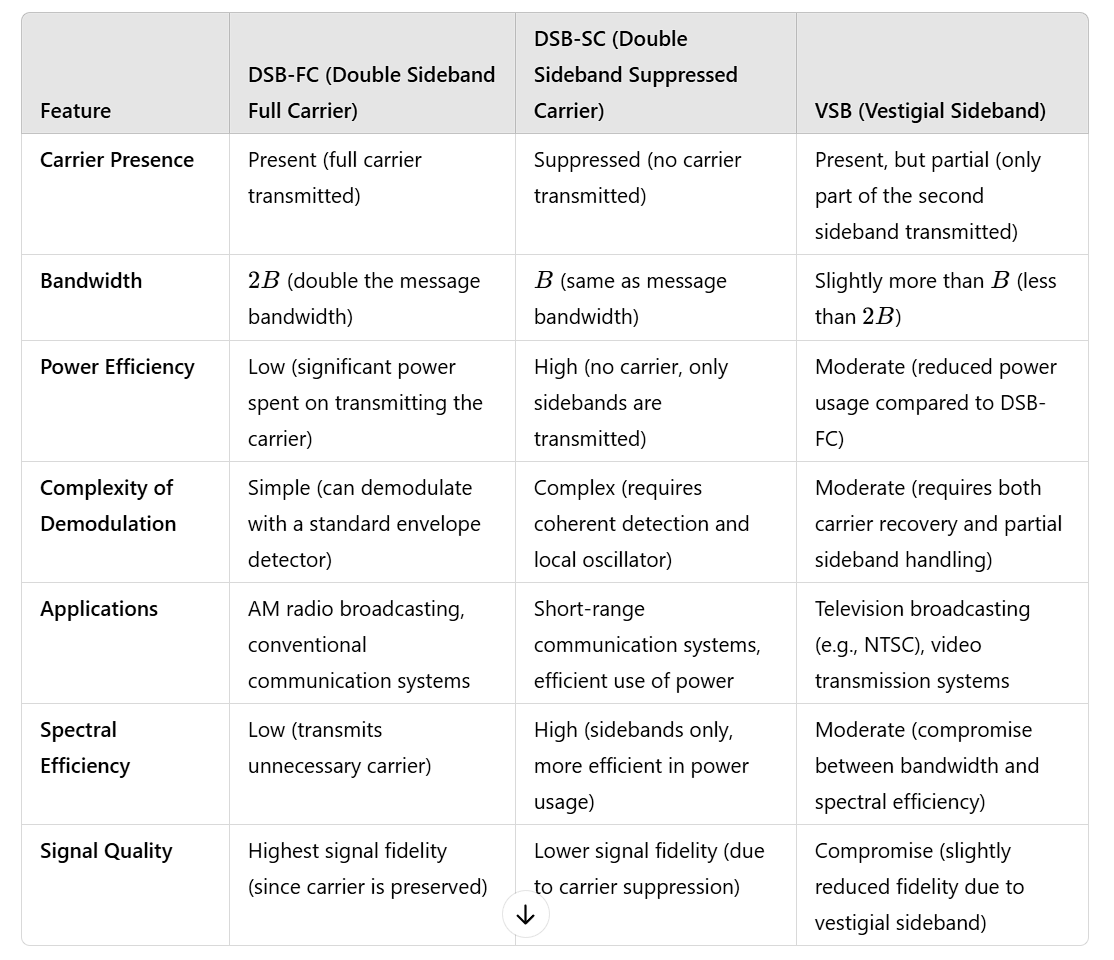 Feature
DSB-FC (Double Sideband
Full Carrier)
DSB-SC (Double
Sideband Suppressed
Carrier)
VSB (Vestigial Sideband)
Carrier Presence
Present (full carrier
transmitted)
Suppressed (no carrier
transmitted)
Present, but partial (only
part of the second
sideband transmitted)
Bandwidth
2B (double the message
bandwidth)
B (same as message
bandwidth)
Slightly more than B (less
than 2B)
Power Efficiency
Low (significant power
spent on transmitting the
carrier)
High (no carrier, only
sidebands are
transmitted)
Moderate (reduced power
usage compared to DSB-
FC)
Complexity of
Demodulation
Simple (can demodulate
with a standard envelope
detector)
Complex (requires
coherent detection and
local oscillator)
Moderate (requires both
carrier recovery and partial
sideband handling)
Applications
AM radio broadcasting,
conventional
communication systems
Short-range
communication systems,
efficient use of power
Television broadcasting
(e.g., NTSC), video
transmission systems
Spectral
Efficiency
Low (transmits
unnecessary carrier)
High (sidebands only,
more efficient in power
usage)
Moderate (compromise
between bandwidth and
spectral efficiency)
Signal Quality
Highest signal fidelity
(since carrier is preserved)
Lower signal fidelity (due
to carrier suppression)
Compromise (slightly
reduced fidelity due to
vestigial sideband)